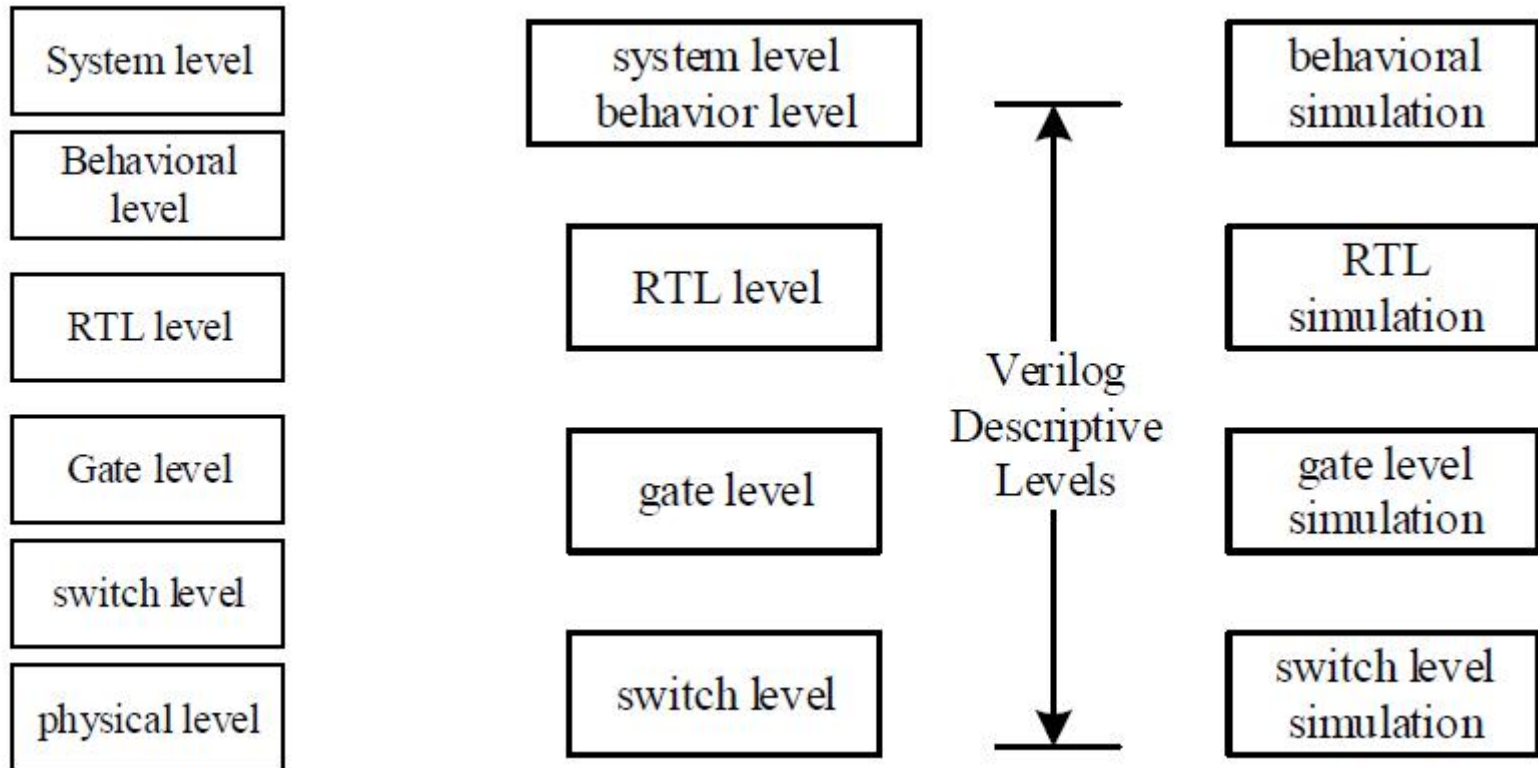 System level
Behavioral
level
RTL level
Gate level
switch level
physical level
system level
behavior level
RTL level
gate level
switch level
Verilog
Descriptive
Levels
behavioral
simulation
RTL
simulation
gate level
simulation
switch level
simulation